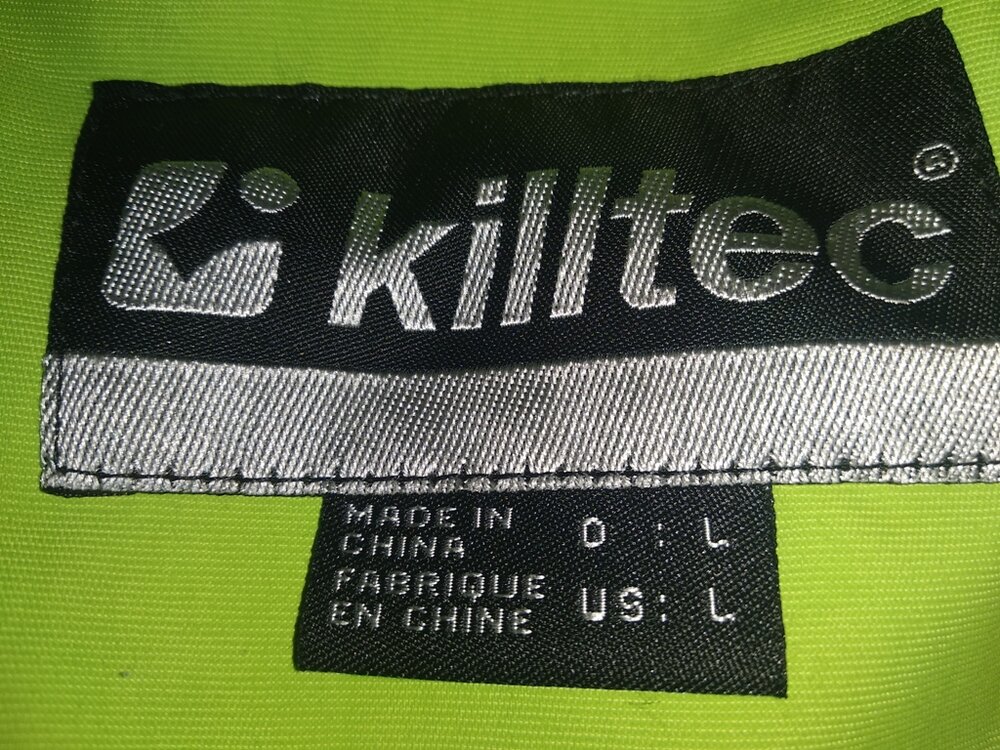 killtec®
MADE IN
CHINA
FABRIQUE
EN CHINE
D : L
US: L